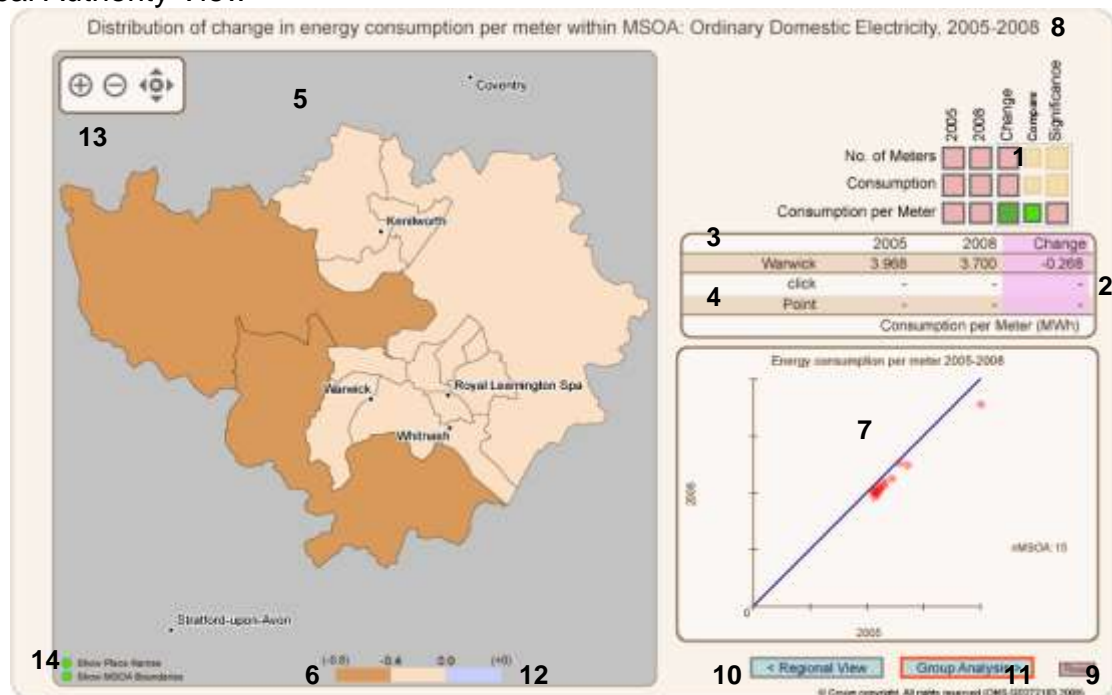 Authority View
Distribution of change in energy consumption per meter within MSOA: Ordinary Domestic Electricity, 2005-2008 8
5
13
Coventry
Kenilworth
Warwick
Royal Leamington Spa
Whitnash
Stratford-upon-Avon
14
Show Place Names
Show MSOA Boundaries
6
-0.4
0.0
(+0)
12
2005
2008
Change
Compare
Significance
No. of Meters
1
Consumption
Consumption per Meter
3
2005 2008 Change
Warwick 3.968 3.700 -0.268
2
click - - -
4
Point - - -
Consumption per Meter (MWh)
Energy consumption per meter 2005-2008
7
2008
nMSOA: 15
0
2005
10
< Regional View
Group Analysis
11
9